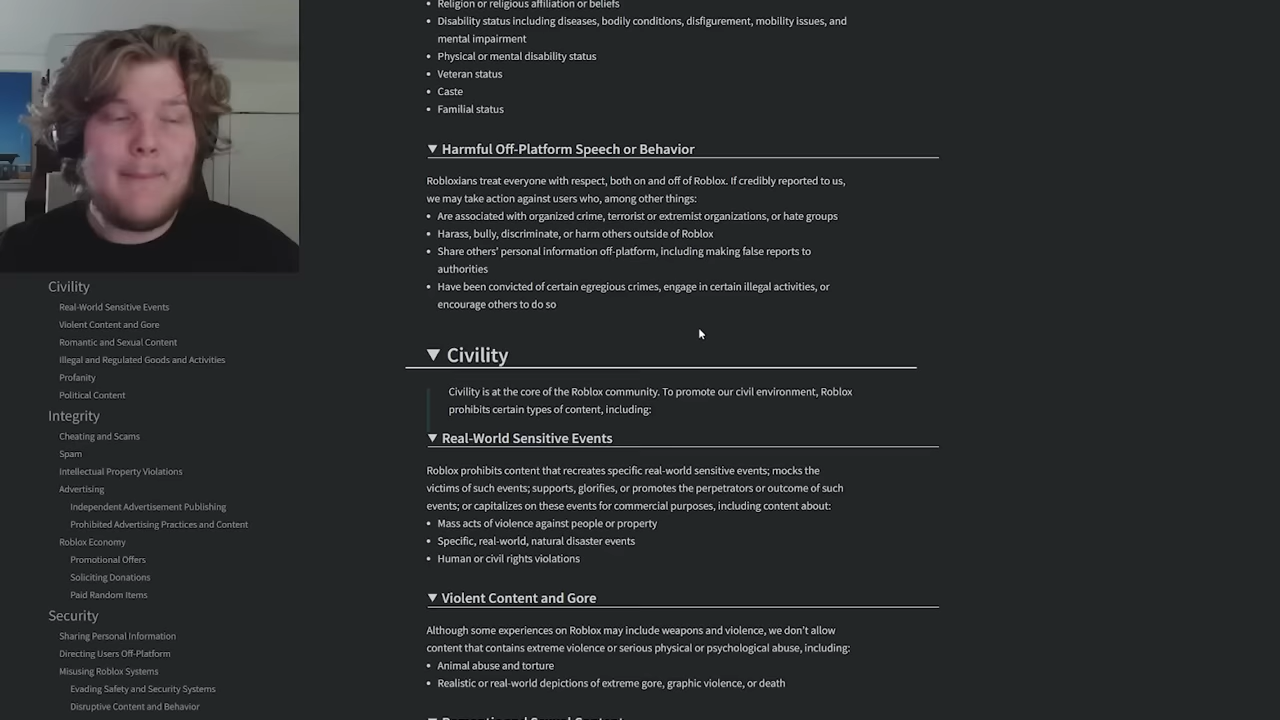 Religion or religious affiliation or beliefs
• Disability status including diseases, bodily conditions, disfigurement, mobility issues, and
mental impairment
• Physical or mental disability status
• Veteran status
• Caste
• Familial status
▼ Harmful Off-Platform Speech or Behavior
Robloxians treat everyone with respect, both on and off of Roblox. If credibly reported to us,
we may take action against users who, among other things:
• Are associated with organized crime, terrorist or extremist organizations, or hate groups
• Harass, bully, discriminate, or harm others outside of Roblox
• Share others' personal information off-platform, including making false reports to
authorities
• Have been convicted of certain egregious crimes, engage in certain illegal activities, or
encourage others to do so
▼ Civility
Civility is at the core of the Roblox community. To promote our civil environment, Roblox
prohibits certain types of content, including:
▼ Real-World Sensitive Events
Roblox prohibits content that recreates specific real-world sensitive events; mocks the
victims of such events; supports, glorifies, or promotes the perpetrators or outcome of such
events; or capitalizes on these events for commercial purposes, including content about:
• Mass acts of violence against people or property
• Specific, real-world, natural disaster events
• Human or civil rights violations
▼ Violent Content and Gore
Although some experiences on Roblox may include weapons and violence, we don't allow
content that contains extreme violence or serious physical or psychological abuse, including:
• Animal abuse and torture
• Realistic or real-world depictions of extreme gore, graphic violence, or death
Civility
Real-World Sensitive Events
Violent Content and Gore
Romantic and Sexual Content
Illegal and Regulated Goods and Activities
Profanity
Political Content
Integrity
Cheating and Scams
Spam
Intellectual Property Violations
Advertising
Independent Advertisement Publishing
Prohibited Advertising Practices and Content
Roblox Economy
Promotional Offers
Soliciting Donations
Paid Random Items
Security
Sharing Personal Information
Directing Users Off-Platform
Misusing Roblox Systems
Evading Safety and Security Systems
Disruptive Content and Behavior